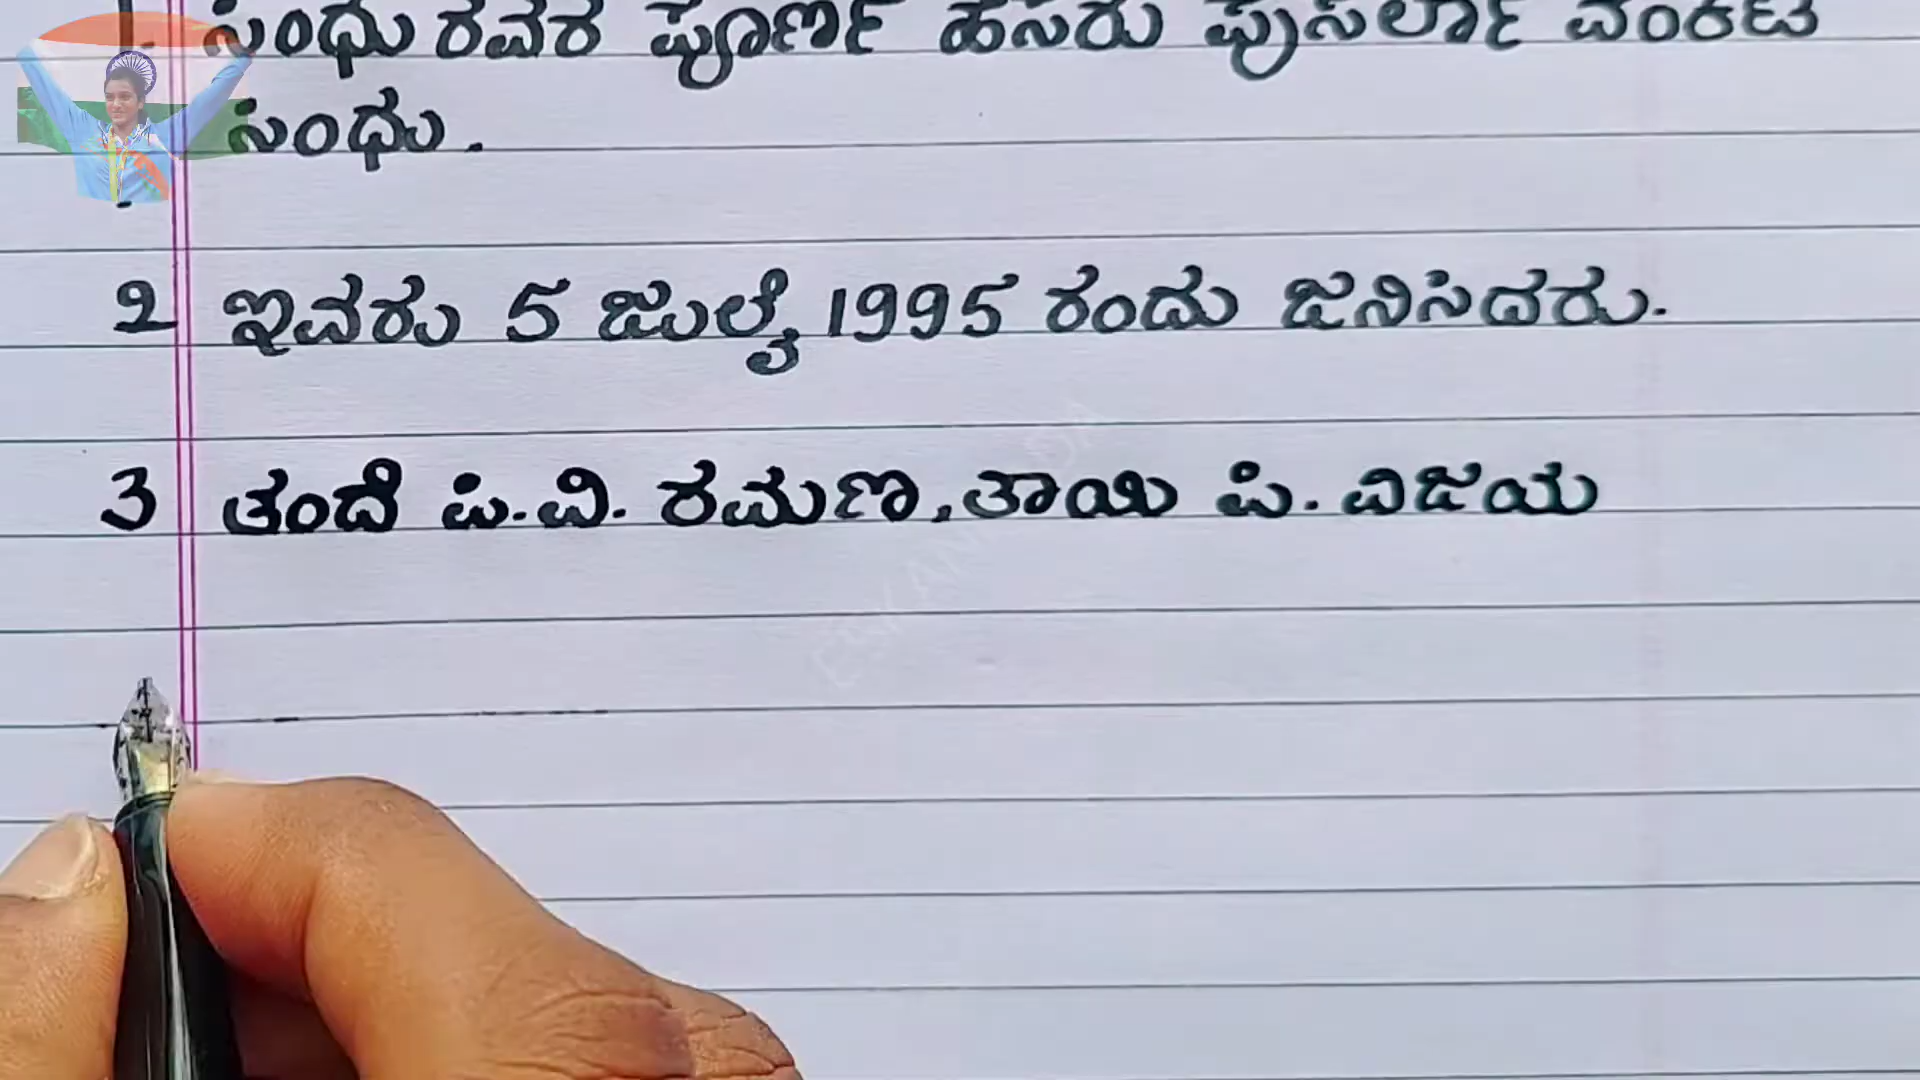 1. ಸಿಂಧು ರವರ ಪೂರ್ಣ ಹೆಸರು ಪುಸರ್ಲಾ ವೆಂಕಟ
ಸಿಂಧು.
2 ಇವರು 5 ಜುಲೈ 1995 ರಂದು ಜನಿಸಿದರು.
3 ತಂದೆ ಪಿ.ವಿ. ರಮಣ, ತಾಯಿ ಪಿ. ವಿಜಯ